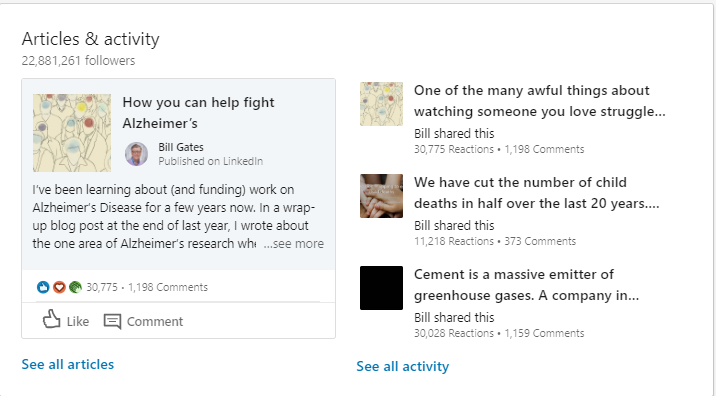 Articles & activity
22,881,261 followers
How you can help fight
Alzheimer's
Bill Gates
Published on LinkedIn
I've been learning about (and funding) work on
Alzheimer's Disease for a few years now. In a wrap-
up blog post at the end of last year, I wrote about
the one area of Alzheimer's research ...see more
30,775 • 1,198 Comments
Like Comment
See all articles
One of the many awful things about
watching someone you love struggle...
Bill shared this
30,775 Reactions • 1,198 Comments
We have cut the number of child
deaths in half over the last 20 years....
Bill shared this
11,218 Reactions • 373 Comments
Cement is a massive emitter of
greenhouse gases. A company in...
Bill shared this
30,028 Reactions • 1,159 Comments
See all activity